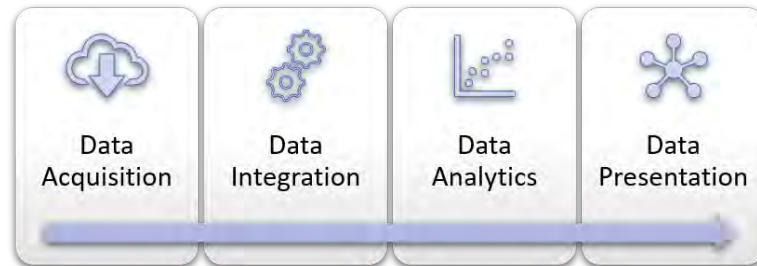 Data
Acquisition
Data
Integration
Data
Analytics
Data
Presentation